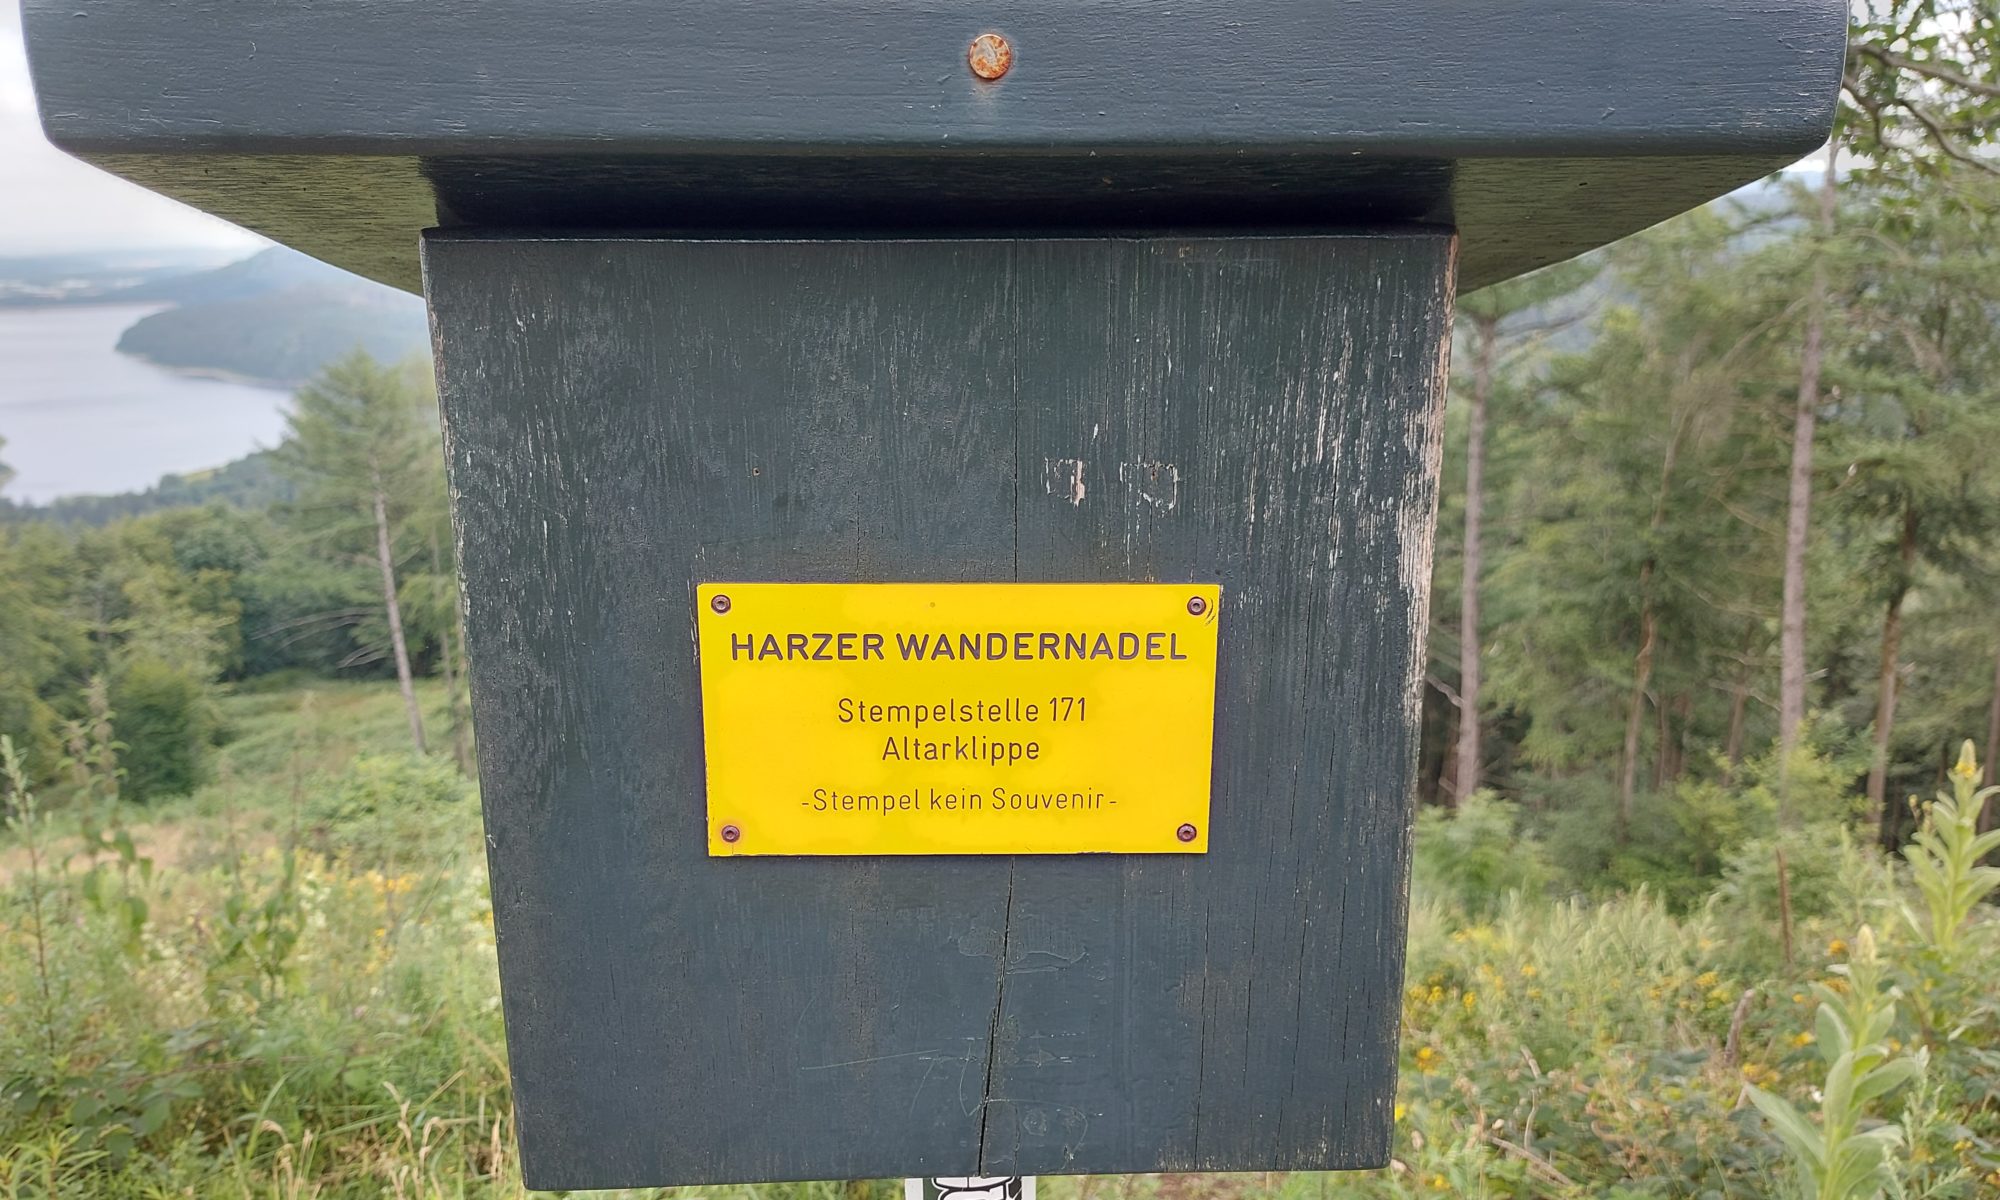 HARZER WANDERNADEL
Stempelstelle 171
Altarklippe
-Stempel kein Souvenir-